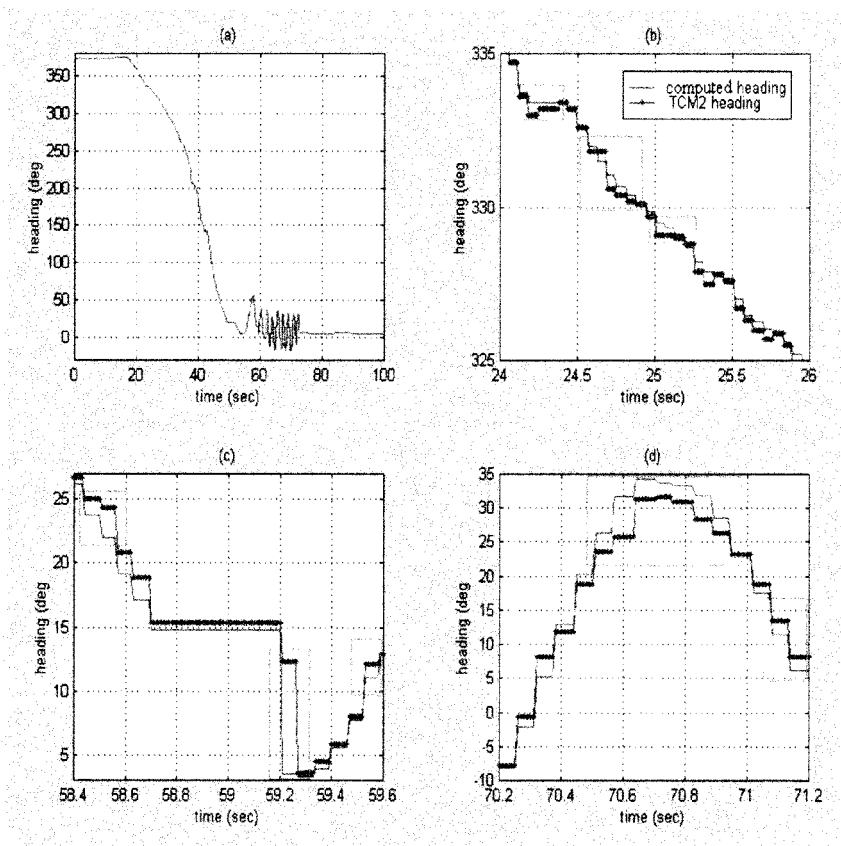 (a)
350
300
250
200
150
100
50
0
heading (deg
0 20 40 60 80 100
time (sec)
(b)
335
330
325
heading (deg
computed heading
TCM2 heading
24 24.5 25 25.5 26
time (sec)
(c)
25
20
15
10
5
heading (deg
58.4 58.6 58.8 59 59.2 59.4 59.6
time (sec)
(d)
35
30
25
20
15
10
5
0
-5
-10
heading (deg
70.2 70.4 70.6 70.8 71 71.2
time (sec)